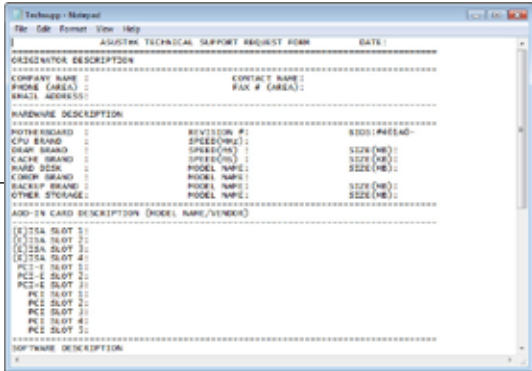 Techsupp - Notepad
File Edit Format View Help
ASUSTEK TECHNICAL SUPPORT REQUEST FORM DATE:
ORIGINATOR DESCRIPTION
COMPANY NAME : CONTACT NAME:
PHONE (AREA) : FAX # (AREA):
EMAIL ADDRESS:
HARDWARE DESCRIPTION
MOTHERBOARD : REVISION #: BIOS:#401A0-
CPU BRAND : SPEED(MHz):
DRAM BRAND : SPEED(ns) : SIZE(MB):
CACHE BRAND : SPEED(ns) : SIZE(KB):
HARD DISK : MODEL NAME: SIZE(MB):
CDROM BRAND : MODEL NAME:
BACKUP BRAND : MODEL NAME: SIZE(MB):
OTHER STORAGE: MODEL NAME: SIZE(MB):
ADD-IN CARD DESCRIPTION (MODEL NAME/VENDOR)
(E)ISA SLOT 1:
(E)ISA SLOT 2:
(E)ISA SLOT 3:
(E)ISA SLOT 4:
PCI-E SLOT 1:
PCI-E SLOT 2:
PCI-E SLOT 3:
PCI SLOT 1:
PCI SLOT 2:
PCI SLOT 3:
PCI SLOT 4:
PCI SLOT 5:
SOFTWARE DESCRIPTION